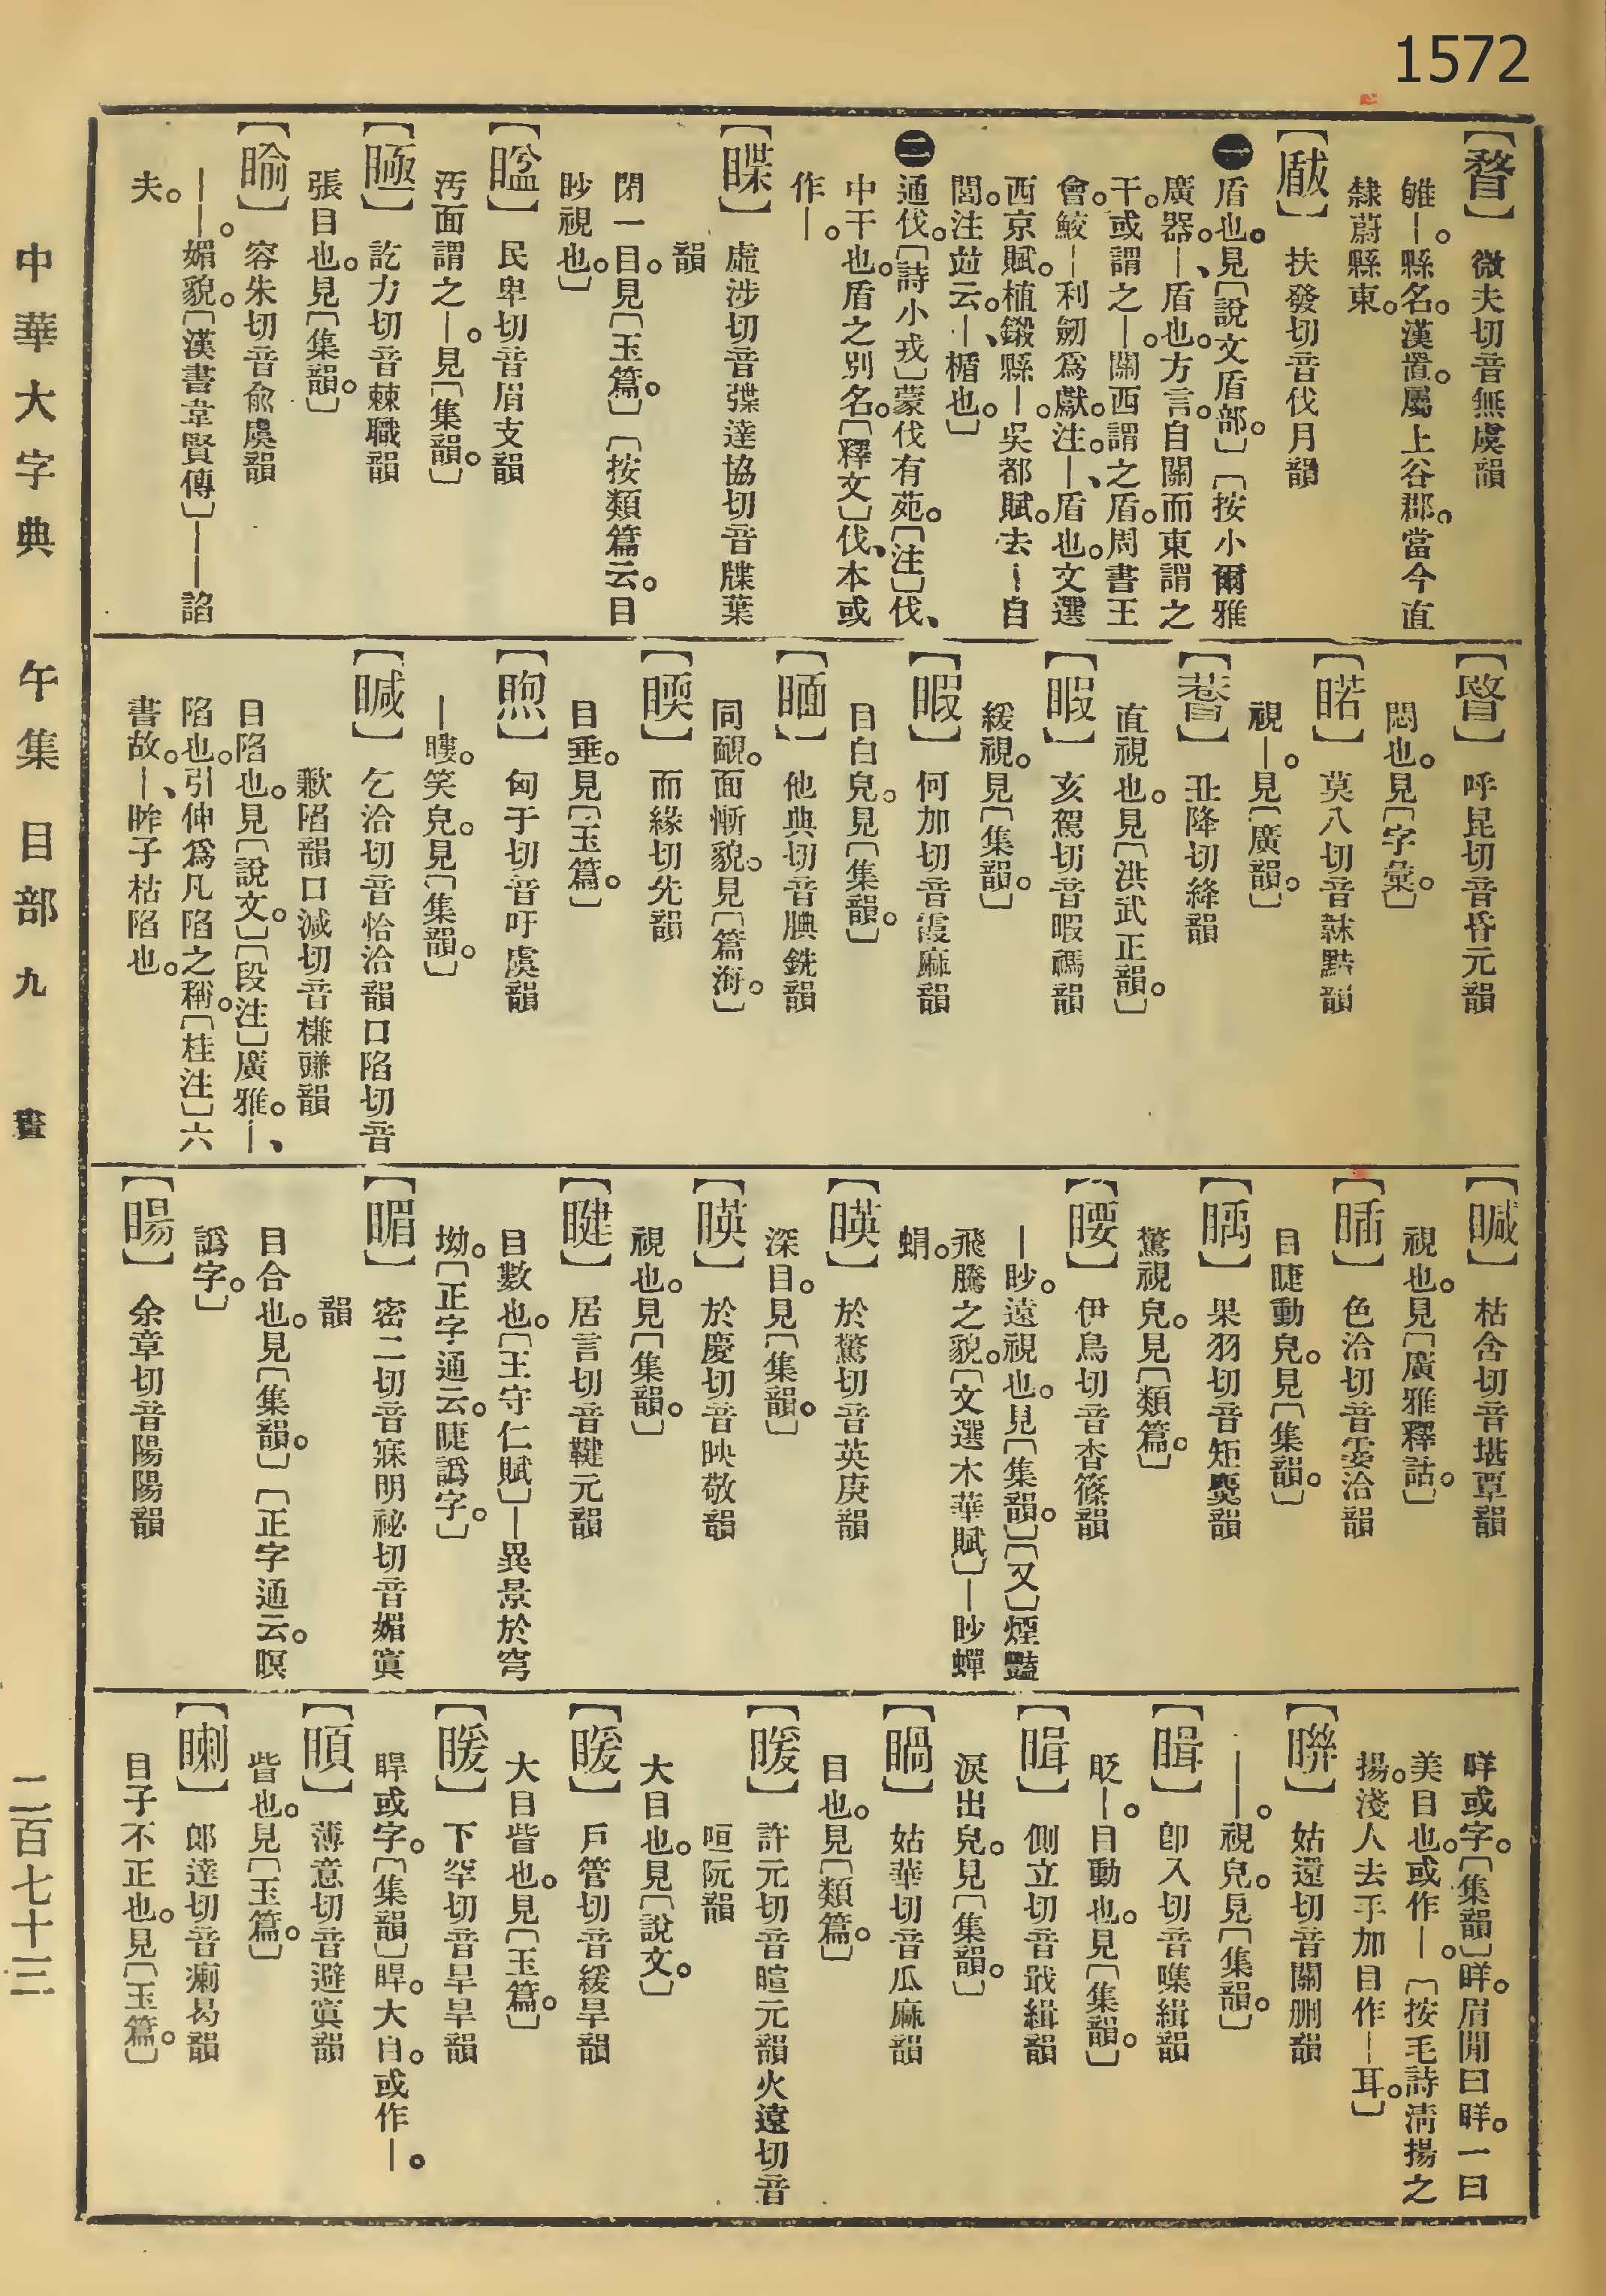 1572
【瞀】微夫切音無虞韻
雊｜。縣名。漢置。屬上谷郡。當今直
隸蔚縣東。
【瞂】扶發切音伐月韻
㊀盾也。見〔說文盾部。〕〔按小爾雅
廣器。｜、盾也。方言。自關而東謂之
干。或謂之｜。關西謂之盾。周書王
會。鮫｜利劒爲獻。注。｜、盾也。文選
西京賦。植鎩縣｜。吳都賦。去｜自
閭。注並云。｜、楯也。〕
㊁通伐。〔詩小戎〕蒙伐有苑。〔注〕伐、
中干也。盾之別名。〔釋文〕伐、本或
作｜。
【䁋】虛涉切音弽達協切音牒葉
韻
閉一目。見〔玉篇。〕〔按類篇云。目
眇視也。〕
【䁇】民卑切音眉支韻
汚面謂之｜。見〔集韻。〕
【䁶】訖力切音棘職韻
張目也。見〔集韻。〕
【睮】容朱切音兪虞韻
｜｜。媚貌。〔漢書韋賢傳〕｜｜諂
夫。
【睯】呼昆切音昏元韻
悶也。見〔字彙。〕
【䁇】莫八切音䬴黠韻
視｜。見〔廣韻。〕
丑降切絳韻
直視也。見〔洪武正韻。〕
【睱】亥駕切音暇禡韻
緩視。見〔集韻。〕
【睱】何加切音霞麻韻
目白皃。見〔集韻。〕
【䩄】他典切音腆銑韻
同靦。面慚貌。見〔篇海。〕
【瞤】而緣切先韻
目垂。見〔玉篇。〕
【煦】匈于切音吁虞韻
｜瞜。笑皃。見〔集韻。〕
【䁍】乞洽切音恰洽韻口陷切音
歉陷韻口減切音槏豏韻
目陷也。見〔說文。〕〔段注〕廣雅。｜、
陷也。引伸爲凡陷之稱。〔桂注〕六
書故。｜、眸子枯陷也。
【䁍】枯含切音堪覃韻
視也。見〔廣雅釋詁。〕
【䀹】色洽切音霎洽韻
目睫動皃。見〔集韻。〕
【瞴】果羽切音矩麌韻
驚視皃。見〔類篇。〕
【䁏】伊鳥切音杳篠韻
｜眇。遠視也。見〔集韻。〕〔又〕煙豔
飛騰之貌。〔文選木華賦〕｜眇蟬
蜎。
【瞱】於驚切音英庚韻
深目。見〔集韻。〕
【䁐】於慶切音映敬韻
視也。見〔集韻。〕
【睷】居言切音鞬元韻
目數也。〔王守仁賦〕｜異景於穹
坳。〔正字通云。睫譌字。〕
【䁂】密二切音寐明祕切音媚寘
韻
目合也。見〔集韻。〕〔正字通云。瞑
譌字。〕
【䁑】余章切音陽陽韻
眻或字。〔集韻〕眻。眉閒曰眻。一曰
美目也。或作｜。〔按毛詩淸揚之
揚。淺人去手加目作｜耳。〕
【䀨】姑還切音關刪韻
｜｜。視皃。見〔集韻。〕
【䁒】卽入切音㗱緝韻
眨｜。目動也。見〔集韻。〕
【䁒】側立切音戢緝韻
淚出皃。見〔集韻。〕
【䁓】姑華切音瓜麻韻
目也。見〔類篇。〕
【暖】許元切音暄元韻火遠切音
咺阮韻
大目也。見〔說文。〕
【暖】戶管切音緩旱韻
大目眥也。見〔玉篇。〕
【暖】下罕切音旱旱韻
睅或字。〔集韻〕睅。大目。或作｜。
薄意切音避寘韻
眥也。見〔玉篇。〕
【瞓】郞達切音瘌曷韻
目子不正也。見〔玉篇。〕
中華大字典　午集　目部　九畫　二百七十三